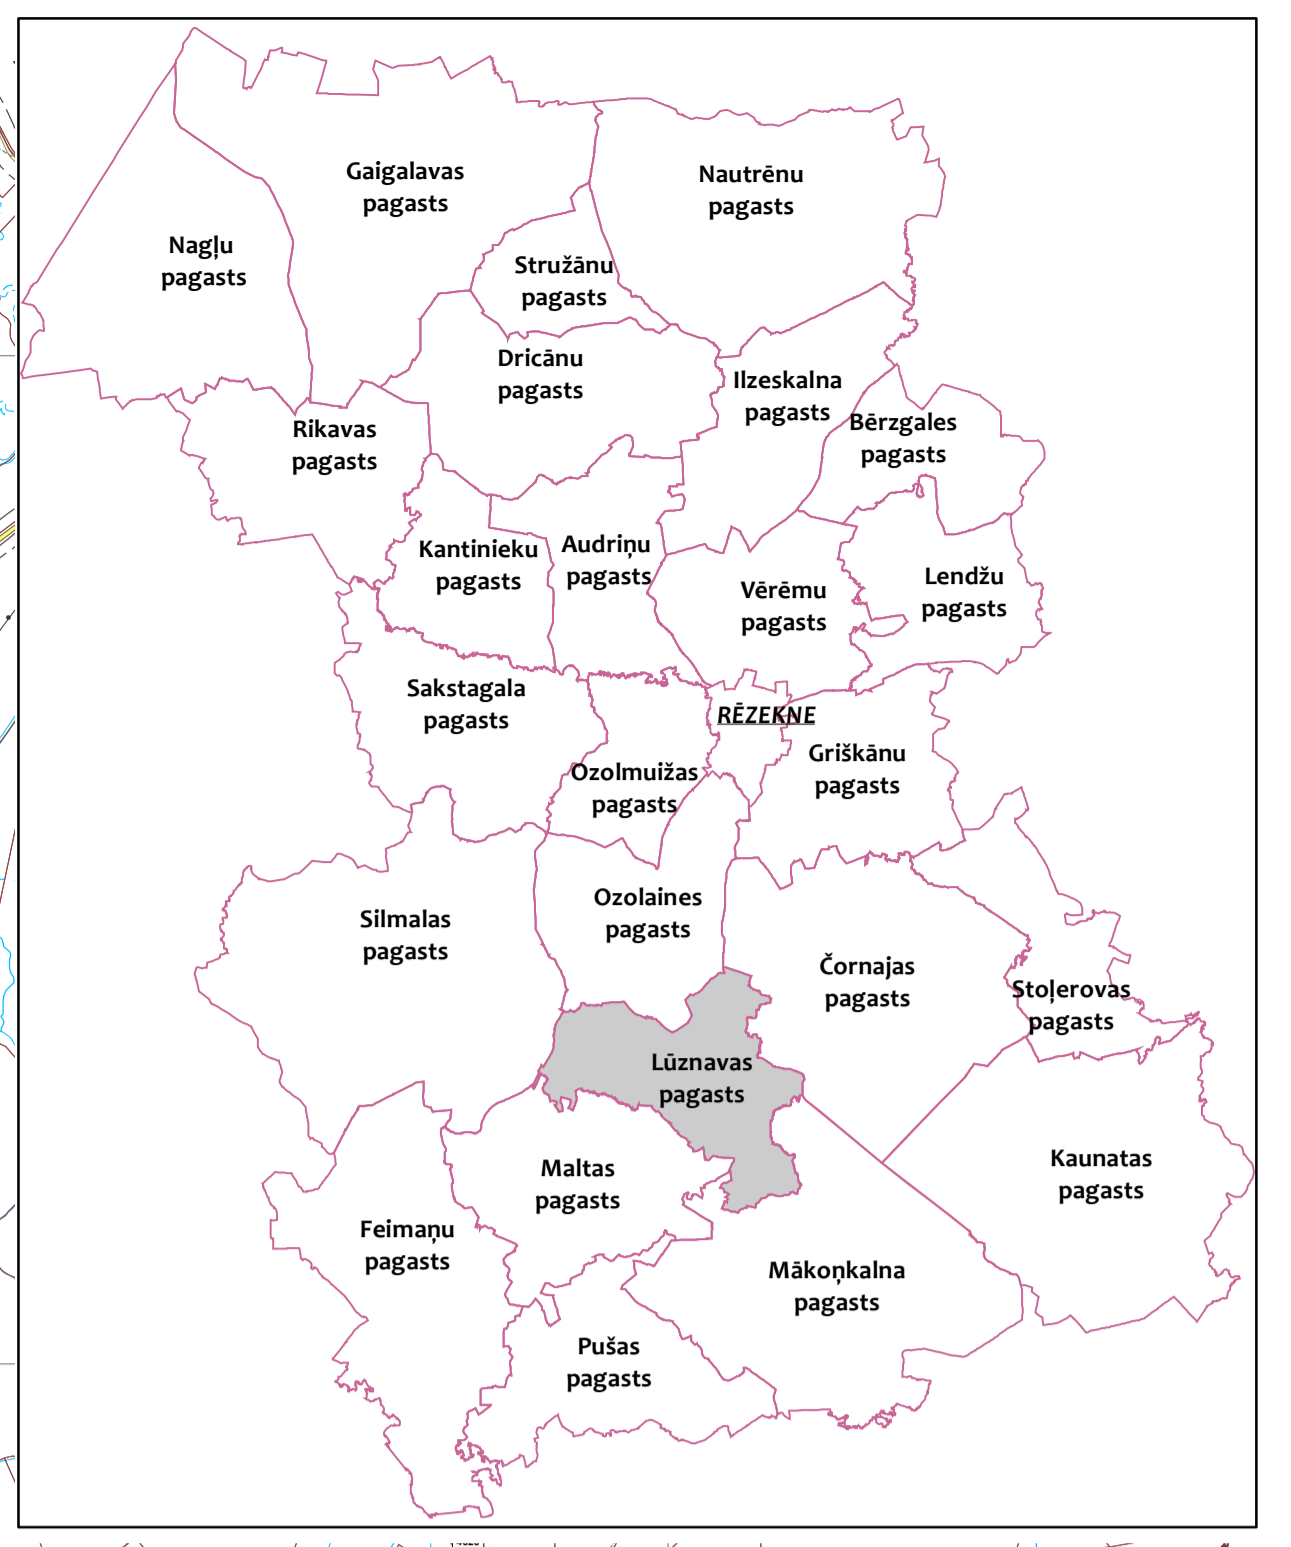 Gaigalavas
pagasts
Nautrēnu
pagasts
Nagļu
pagasts
Stružānu
pagasts
Dricānu
pagasts
Ilzeskalna
pagasts
Bērzgales
pagasts
Rikavas
pagasts
Kantinieku
pagasts
Audriņu
pagasts
Vērēmu
pagasts
Lendžu
pagasts
Sakstagala
pagasts
RĒZEKNE
Griškānu
pagasts
Ozolmuižas
pagasts
Ozolaines
pagasts
Silmalas
pagasts
Čornajas
pagasts
Stoļerovas
pagasts
Lūznavas
pagasts
Maltas
pagasts
Kaunatas
pagasts
Feimaņu
pagasts
Mākoņkalna
pagasts
Pušas
pagasts